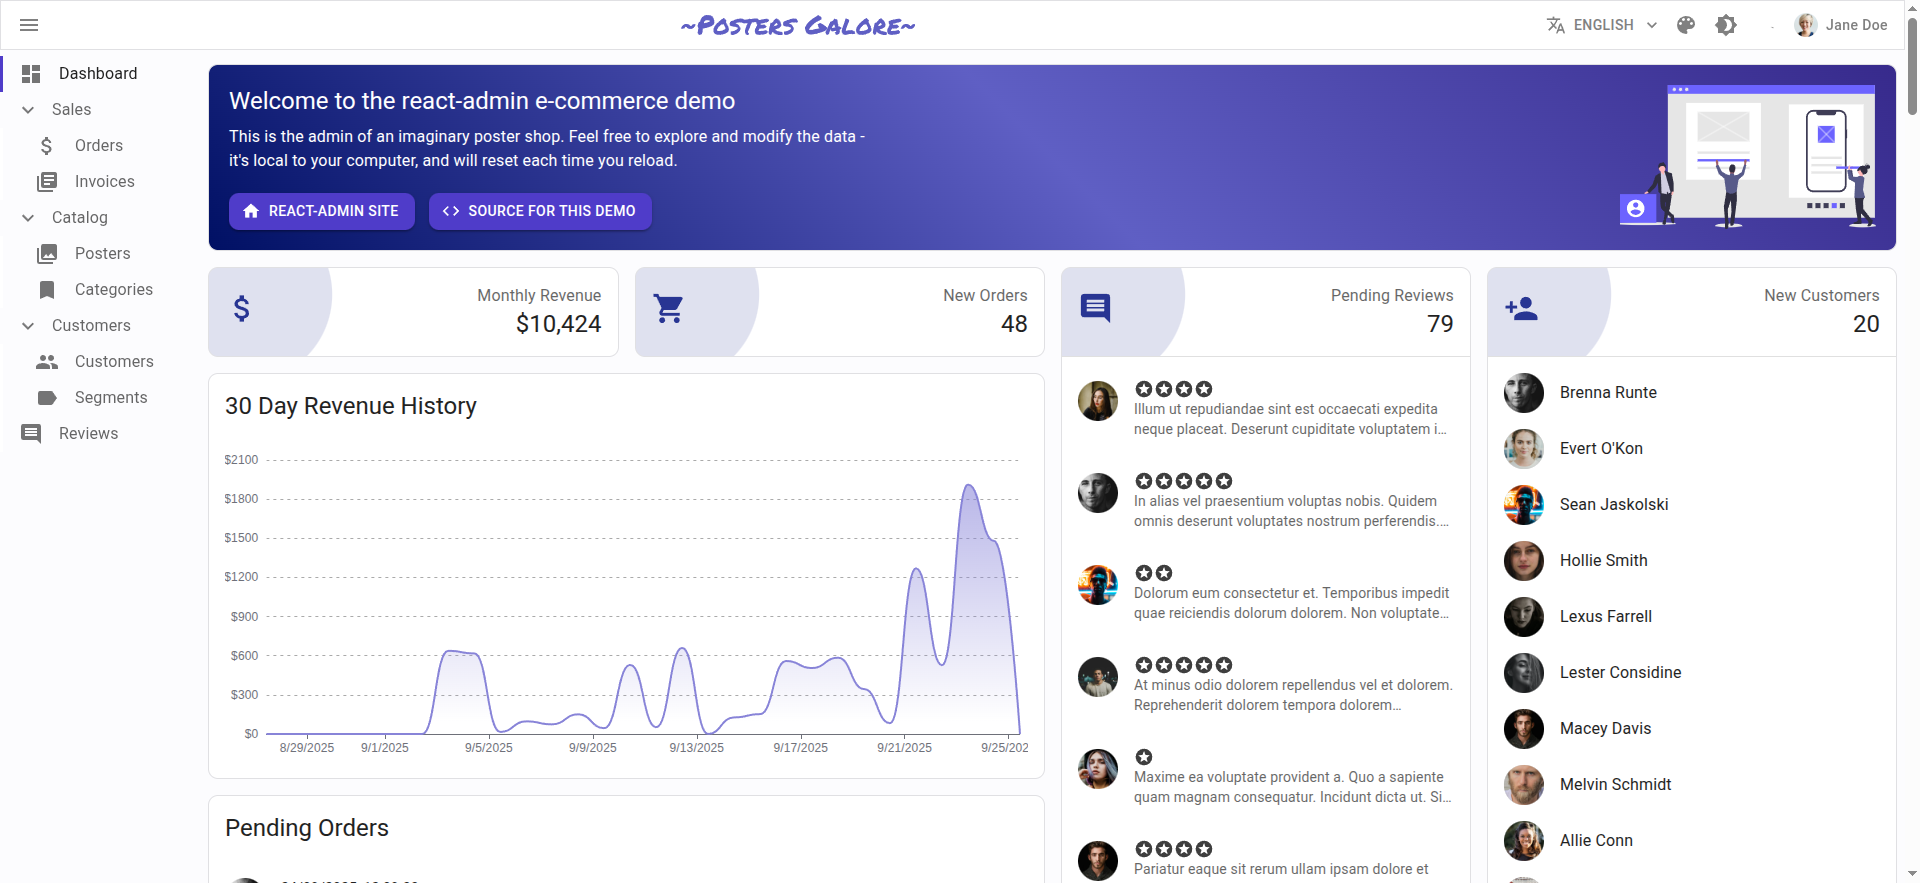 ~Posters Galore~
ENGLISH
Jane Doe
Dashboard
Sales
Orders
Invoices
Catalog
Posters
Categories
Customers
Customers
Segments
Reviews
Welcome to the react-admin e-commerce demo
This is the admin of an imaginary poster shop. Feel free to explore and modify the data -
it's local to your computer, and will reset each time you reload.
REACT-ADMIN SITE
SOURCE FOR THIS DEMO
Monthly Revenue
$10,424
New Orders
48
30 Day Revenue History
$2100
$1800
$1500
$1200
$900
$600
$300
$0
8/29/2025 9/1/2025 9/5/2025 9/9/2025 9/13/2025 9/17/2025 9/21/2025 9/25/202
Pending Orders
Pending Reviews
79
Illum ut repudiandae sint est occaecati expedita
neque placeat. Deserunt cupiditate voluptatem i...
In alias vel praesentium voluptas nobis. Quidem
omnis deserunt voluptates nostrum perferendis....
Dolorum eum consectetur et. Temporibus impedit
quae reiciendis dolorum dolorem. Non voluptate...
At minus odio dolorem repellendus vel et dolorem.
Reprehenderit dolorem tempora dolorem...
Maxime ea voluptate provident a. Quo a sapiente
quam magnam consequatur. Incidunt dicta ut. Si...
Pariatur eaque sit rerum ullam ipsam dolore et
New Customers
20
Brenna Runte
Evert O'Kon
Sean Jaskolski
Hollie Smith
Lexus Farrell
Lester Considine
Macey Davis
Melvin Schmidt
Allie Conn